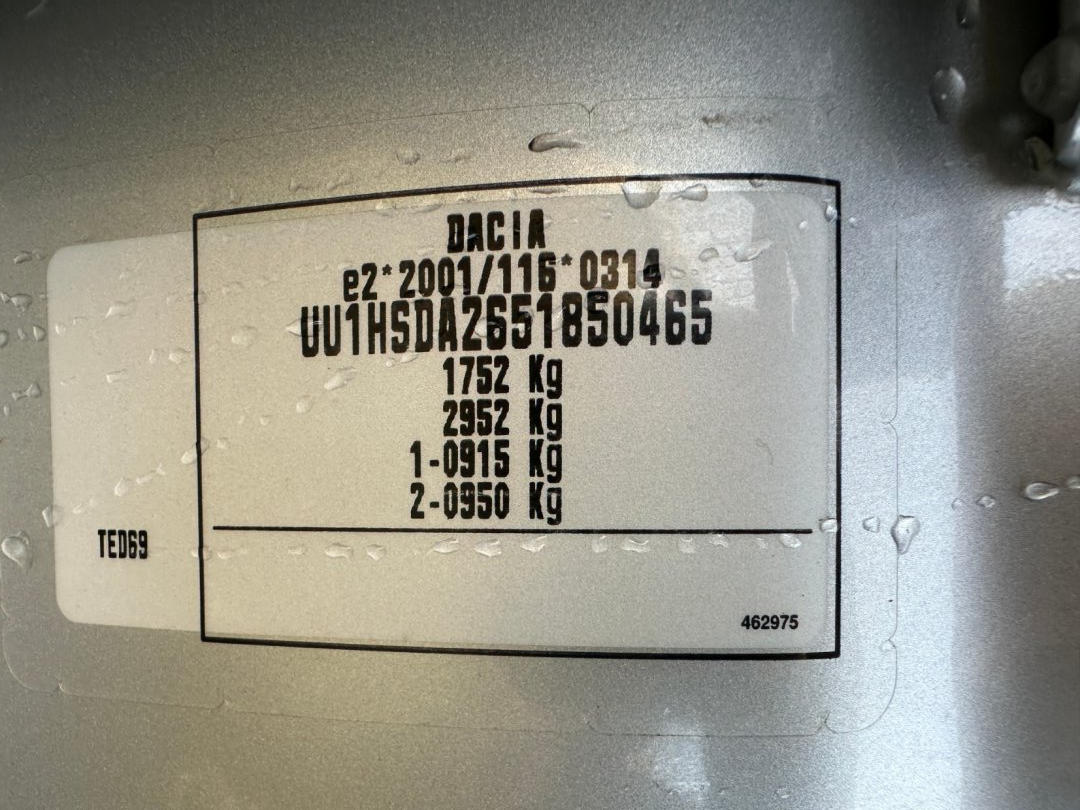 DACIA
e2*2001/116*0314
UU1HSDA2651850465
1752 Kg
2952 Kg
1-0915 Kg
2-0950 Kg
TED69
462975